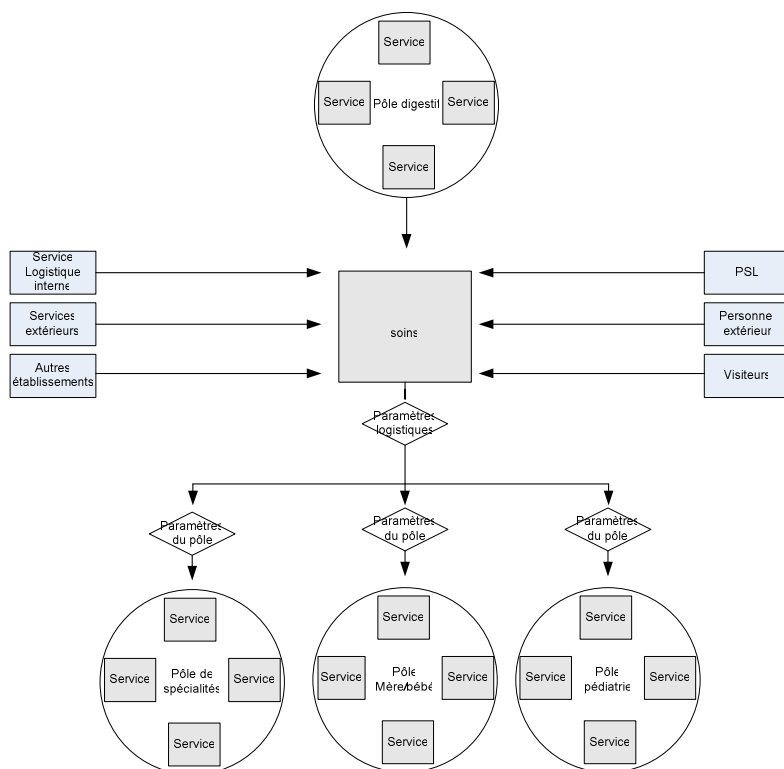 Service
Service
Pôle digestif
Service
Service
Service
Logistique
interne
PSL
Services
extérieurs
Personne
extérieur
soins
Autres
établissements
Visiteurs
Paramètres
logistiques
Paramètres
du pôle
Paramètres
du pôle
Paramètres
du pôle
Service
Service
Pôle de
spécialités
Service
Service
Service
Service
Pôle
Mère/bébé
Service
Service
Service
Service
Pôle
pédiatrie
Service
Service